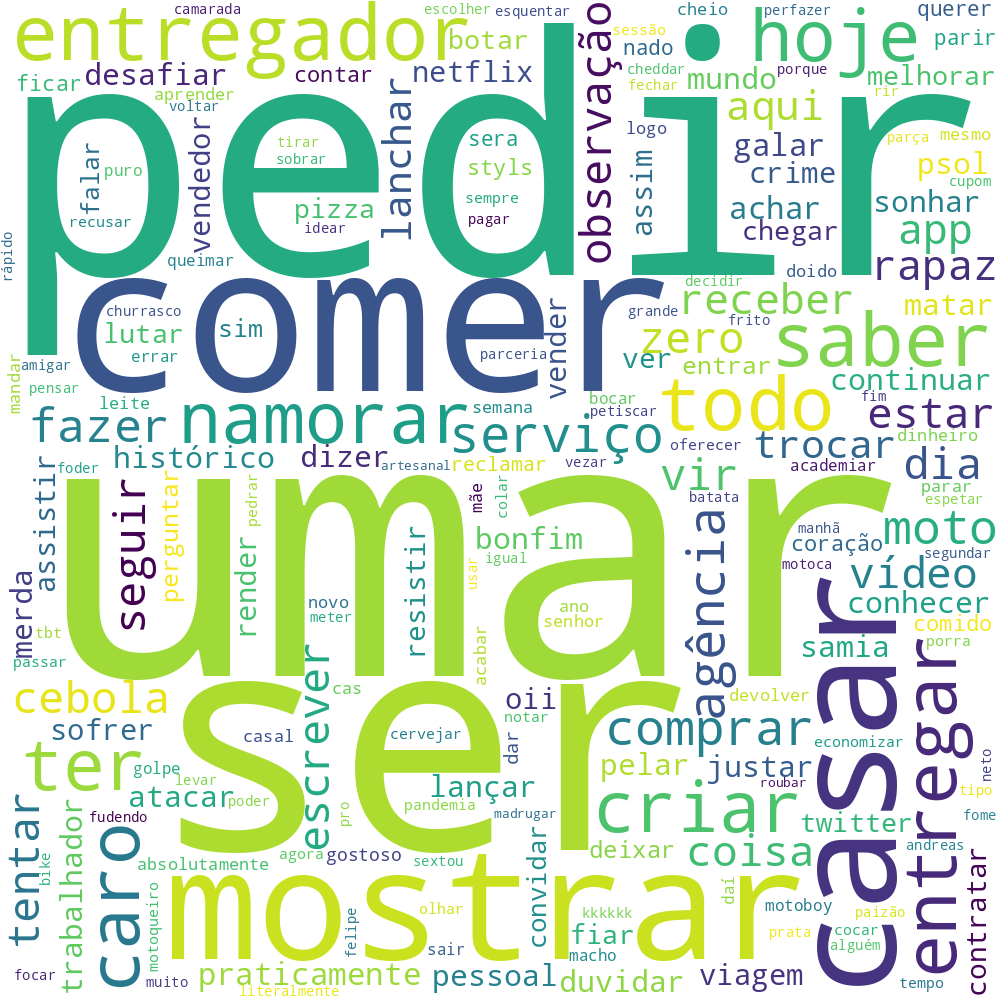 camarada
escolher
esquentar
cheio
perfazer
querer
entregador
botar
sessão
nado
hoje
parir
ficar
desafiar
contar
netflix
observação
cheddar
mundo
porque
melhorar
aprender
voltar
fechar
rir
pedir
vendedor
tirar
sobrar
lanchar
sera
logo
aqui
parça
mesmo
falar
puro
styls
assim
galar
crime
psol
cupom
recusar
pizza
idear
sempre
pagar
achar
sonhar
chegar
app
rápido
queimar
doido
rapaz
comer
decidir
receber
matar
churrasco
grande
frito
lutar
sim
vender
zero
saber
errar
parceria
ver
entrar
amigar
mandar
pensar
continuar
leite
namorar
semana
bocar
petiscar
todo
fim
estar
fazer
serviço
oferecer
trocar
dinheiro
histórico
dizer
artesanal
reclamar
vezar
vir
academiar
dia
foder
assistir
seguir
perguntar
pedrar
mãe
colar
batata
parar
espetar
umar
render
resistir
bonfim
igual
agência
manhã
moto
coração
segundar
motoca
merda
usar
vídeo
novo
meter
ano
senhor
conhecer
tbt
comido
passar
acabar
samia
porra
casar
entregar
cebola
ser
cas
oii
devolver
sofrer
escrever
notar
casal
cervejar
dar
comprar
economizar
ter
golpe
levar
pelar
justar
neto
atacar
poder
lançar
roubar
tipo
tentar
caro
trabalhador
fudendo
pro
pandemia
madrugar
criar
twitter
fome
bike
absolutamente
agora
gostoso
sextou
convidar
deixar
coisa
andreas
mostrar
daí
contratar
motoqueiro
felipe
olhar
kkkkkk
motoboy
paizão
fiar
prata
cocar
alguém
sair
macho
focar
muito
praticamente
pessoal
duvidar
viagem
tempo
literalmente